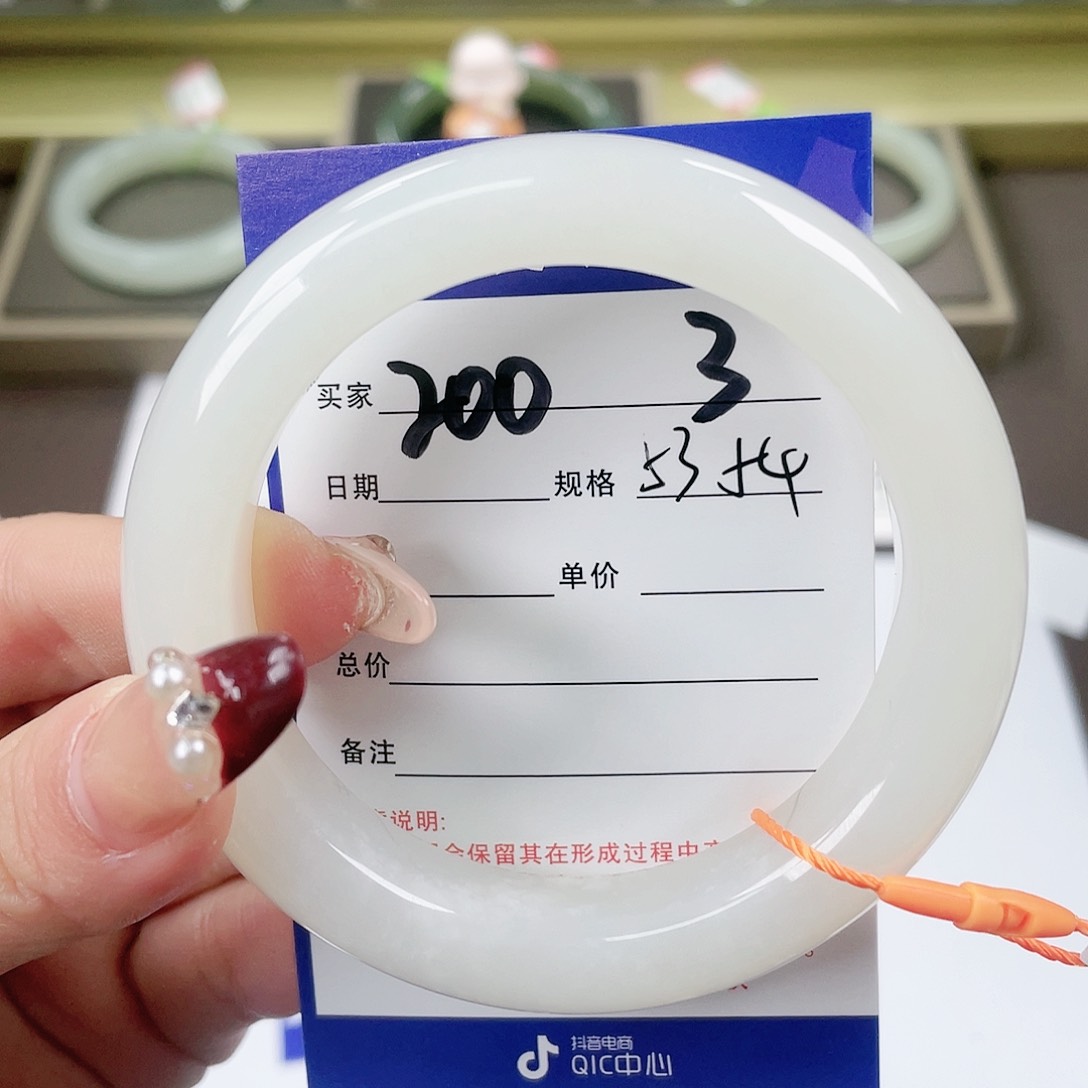 买家 200 3
日期 规格 53 54
单价
总价
备注
说明:
会保留其在形成过程中
抖音电商
QIC中心